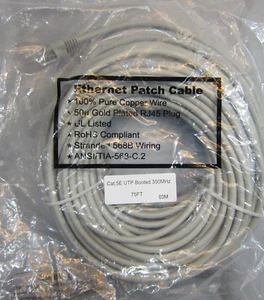 Ethernet Patch Cable
• 100% Pure Copper Wire
• 50u Gold Plated RJ45 Plug
• UL Listed
• RoHS Compliant
• Stranded 568B Wiring
• ANSI/TIA-568-C.2
Cat.5E UTP Booted 350MHz
75FT